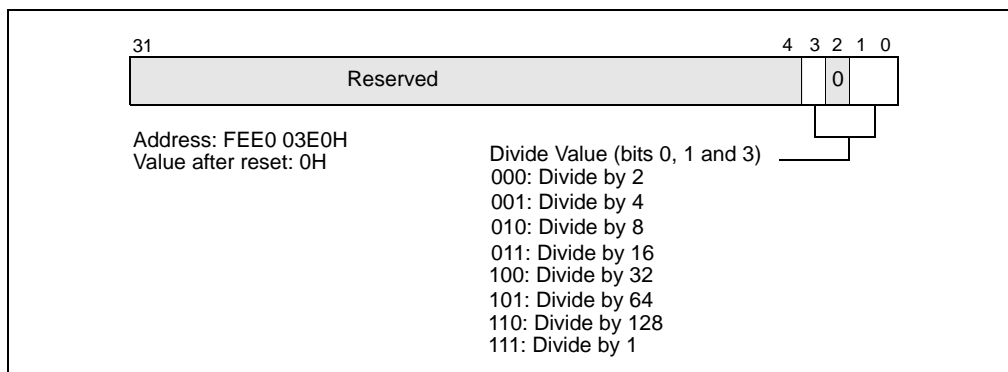 31 4 3 2 1 0
Reserved 0
Address: FEE0 03E0H
Value after reset: 0H
Divide Value (bits 0, 1 and 3)
000: Divide by 2
001: Divide by 4
010: Divide by 8
011: Divide by 16
100: Divide by 32
101: Divide by 64
110: Divide by 128
111: Divide by 1